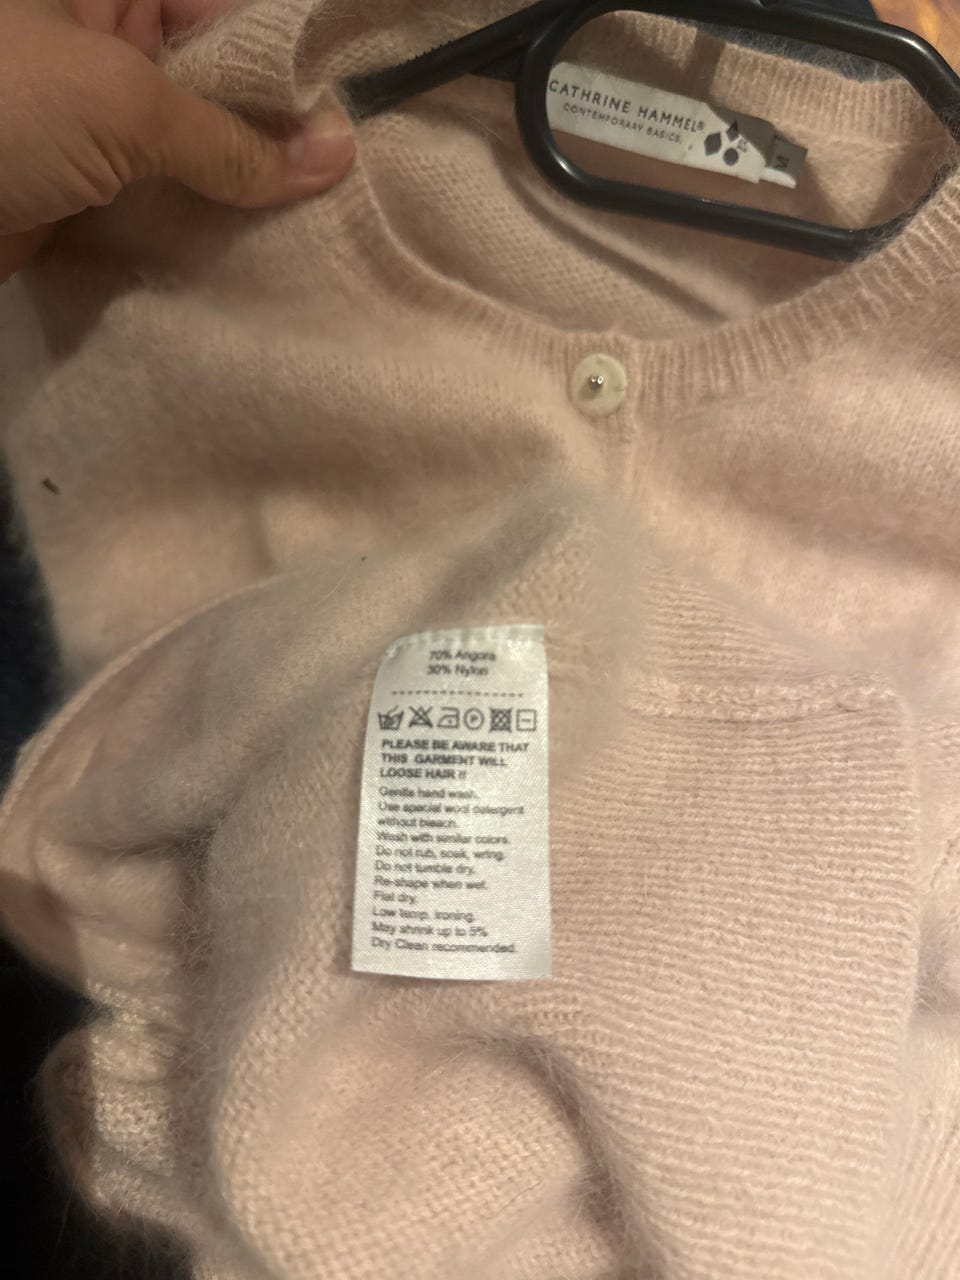 CATHRINE HAMMEL®
CONTEMPORARY BASICS.
M
70% Angora
30% Nylon
PLEASE BE AWARE THAT
THIS GARMENT WILL
LOOSE HAIR !!
Gentle hand wash.
Use special wool detergent
without bleach.
Wash with similar colors.
Do not rub, soak, wring.
Do not tumble dry.
Re-shape when wet.
Flat dry.
Low temp. ironing.
May shrink up to 5%
Dry Clean recommended.